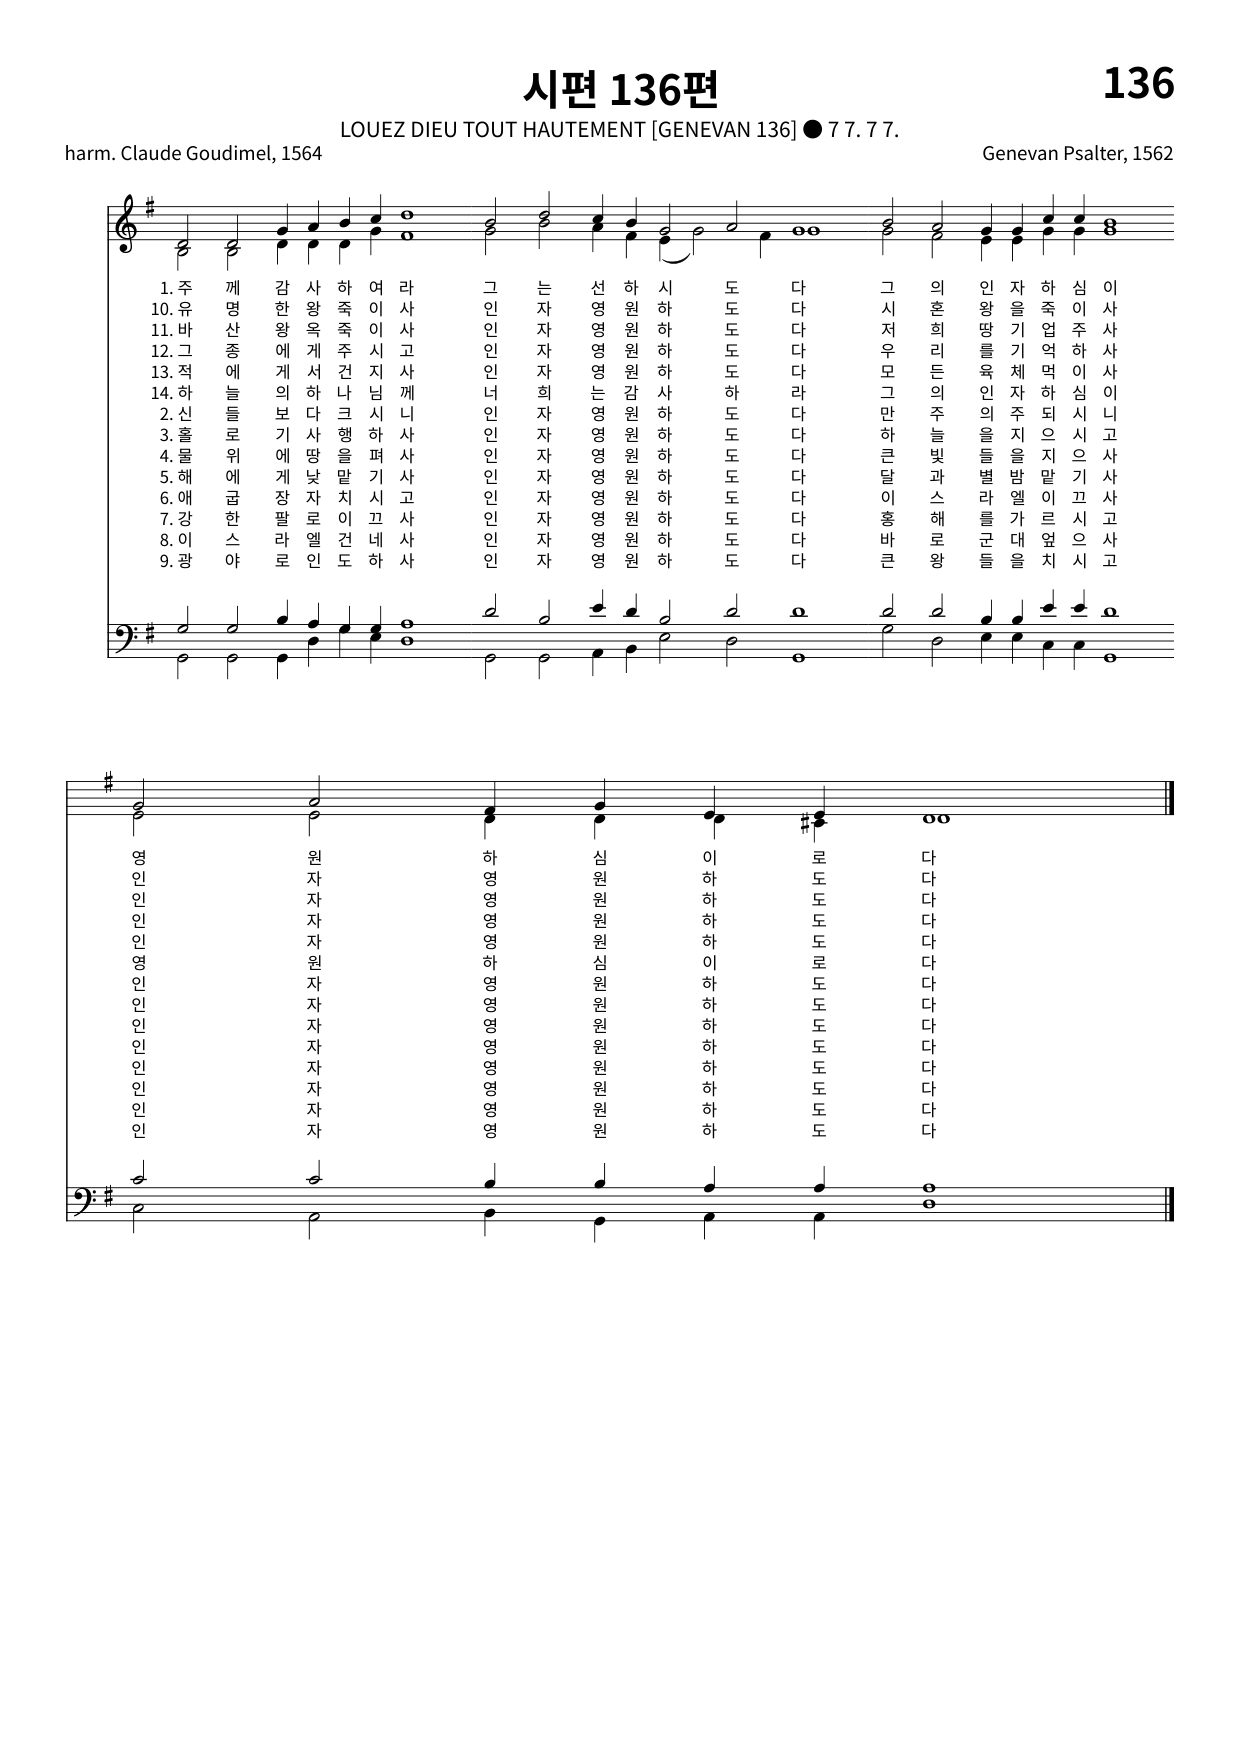 시편 136편
136
LOUEZ DIEU TOUT HAUTEMENT [GENEVAN 136] ● 7 7. 7 7.
harm. Claude Goudimel, 1564
Genevan Psalter, 1562
1. 주 께 감 사 하 여 라 그 는 선 하 시 도 다 그 의 인 자 하 심 이
10. 유 명 한 왕 죽 이 사 인 자 영 원 하 도 다 시 혼 왕 을 죽 이 사
11. 바 산 왕 옥 죽 이 사 인 자 영 원 하 도 다 저 희 땅 기 업 주 사
12. 그 종 에 게 주 시 고 인 자 영 원 하 도 다 우 리 를 기 억 하 사
13. 적 에 게 서 건 지 사 인 자 영 원 하 도 다 모 든 육 체 먹 이 사
14. 하 늘 의 하 나 님 께 너 희 는 감 사 하 라 그 의 인 자 하 심 이
2. 신 들 보 다 크 시 니 인 자 영 원 하 도 다 만 주 의 주 되 시 니
3. 홀 로 기 사 행 하 사 인 자 영 원 하 도 다 하 늘 을 지 으 시 고
4. 물 위 에 땅 을 펴 사 인 자 영 원 하 도 다 큰 빛 들 을 지 으 사
5. 해 에 게 낮 맡 기 사 인 자 영 원 하 도 다 달 과 별 밤 맡 기 사
6. 애 굽 장 자 치 시 고 인 자 영 원 하 도 다 이 스 라 엘 이 끄 사
7. 강 한 팔 로 이 끄 사 인 자 영 원 하 도 다 홍 해 를 가 르 시 고
8. 이 스 라 엘 건 네 사 인 자 영 원 하 도 다 바 로 군 대 엎 으 사
9. 광 야 로 인 도 하 사 인 자 영 원 하 도 다 큰 왕 들 을 치 시 고
영 원 하 심 이 로 다
인 자 영 원 하 도 다
인 자 영 원 하 도 다
인 자 영 원 하 도 다
인 자 영 원 하 도 다
영 원 하 심 이 로 다
인 자 영 원 하 도 다
인 자 영 원 하 도 다
인 자 영 원 하 도 다
인 자 영 원 하 도 다
인 자 영 원 하 도 다
인 자 영 원 하 도 다
인 자 영 원 하 도 다
인 자 영 원 하 도 다